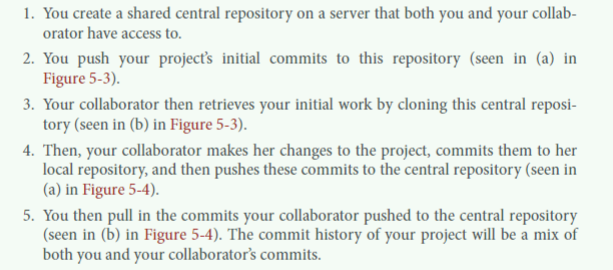 1. You create a shared central repository on a server that both you and your collab-
orator have access to.
2. You push your project's initial commits to this repository (seen in (a) in
Figure 5-3).
3. Your collaborator then retrieves your initial work by cloning this central reposi-
tory (seen in (b) in Figure 5-3).
4. Then, your collaborator makes her changes to the project, commits them to her
local repository, and then pushes these commits to the central repository (seen in
(a) in Figure 5-4).
5. You then pull in the commits your collaborator pushed to the central repository
(seen in (b) in Figure 5-4). The commit history of your project will be a mix of
both you and your collaborator's commits.